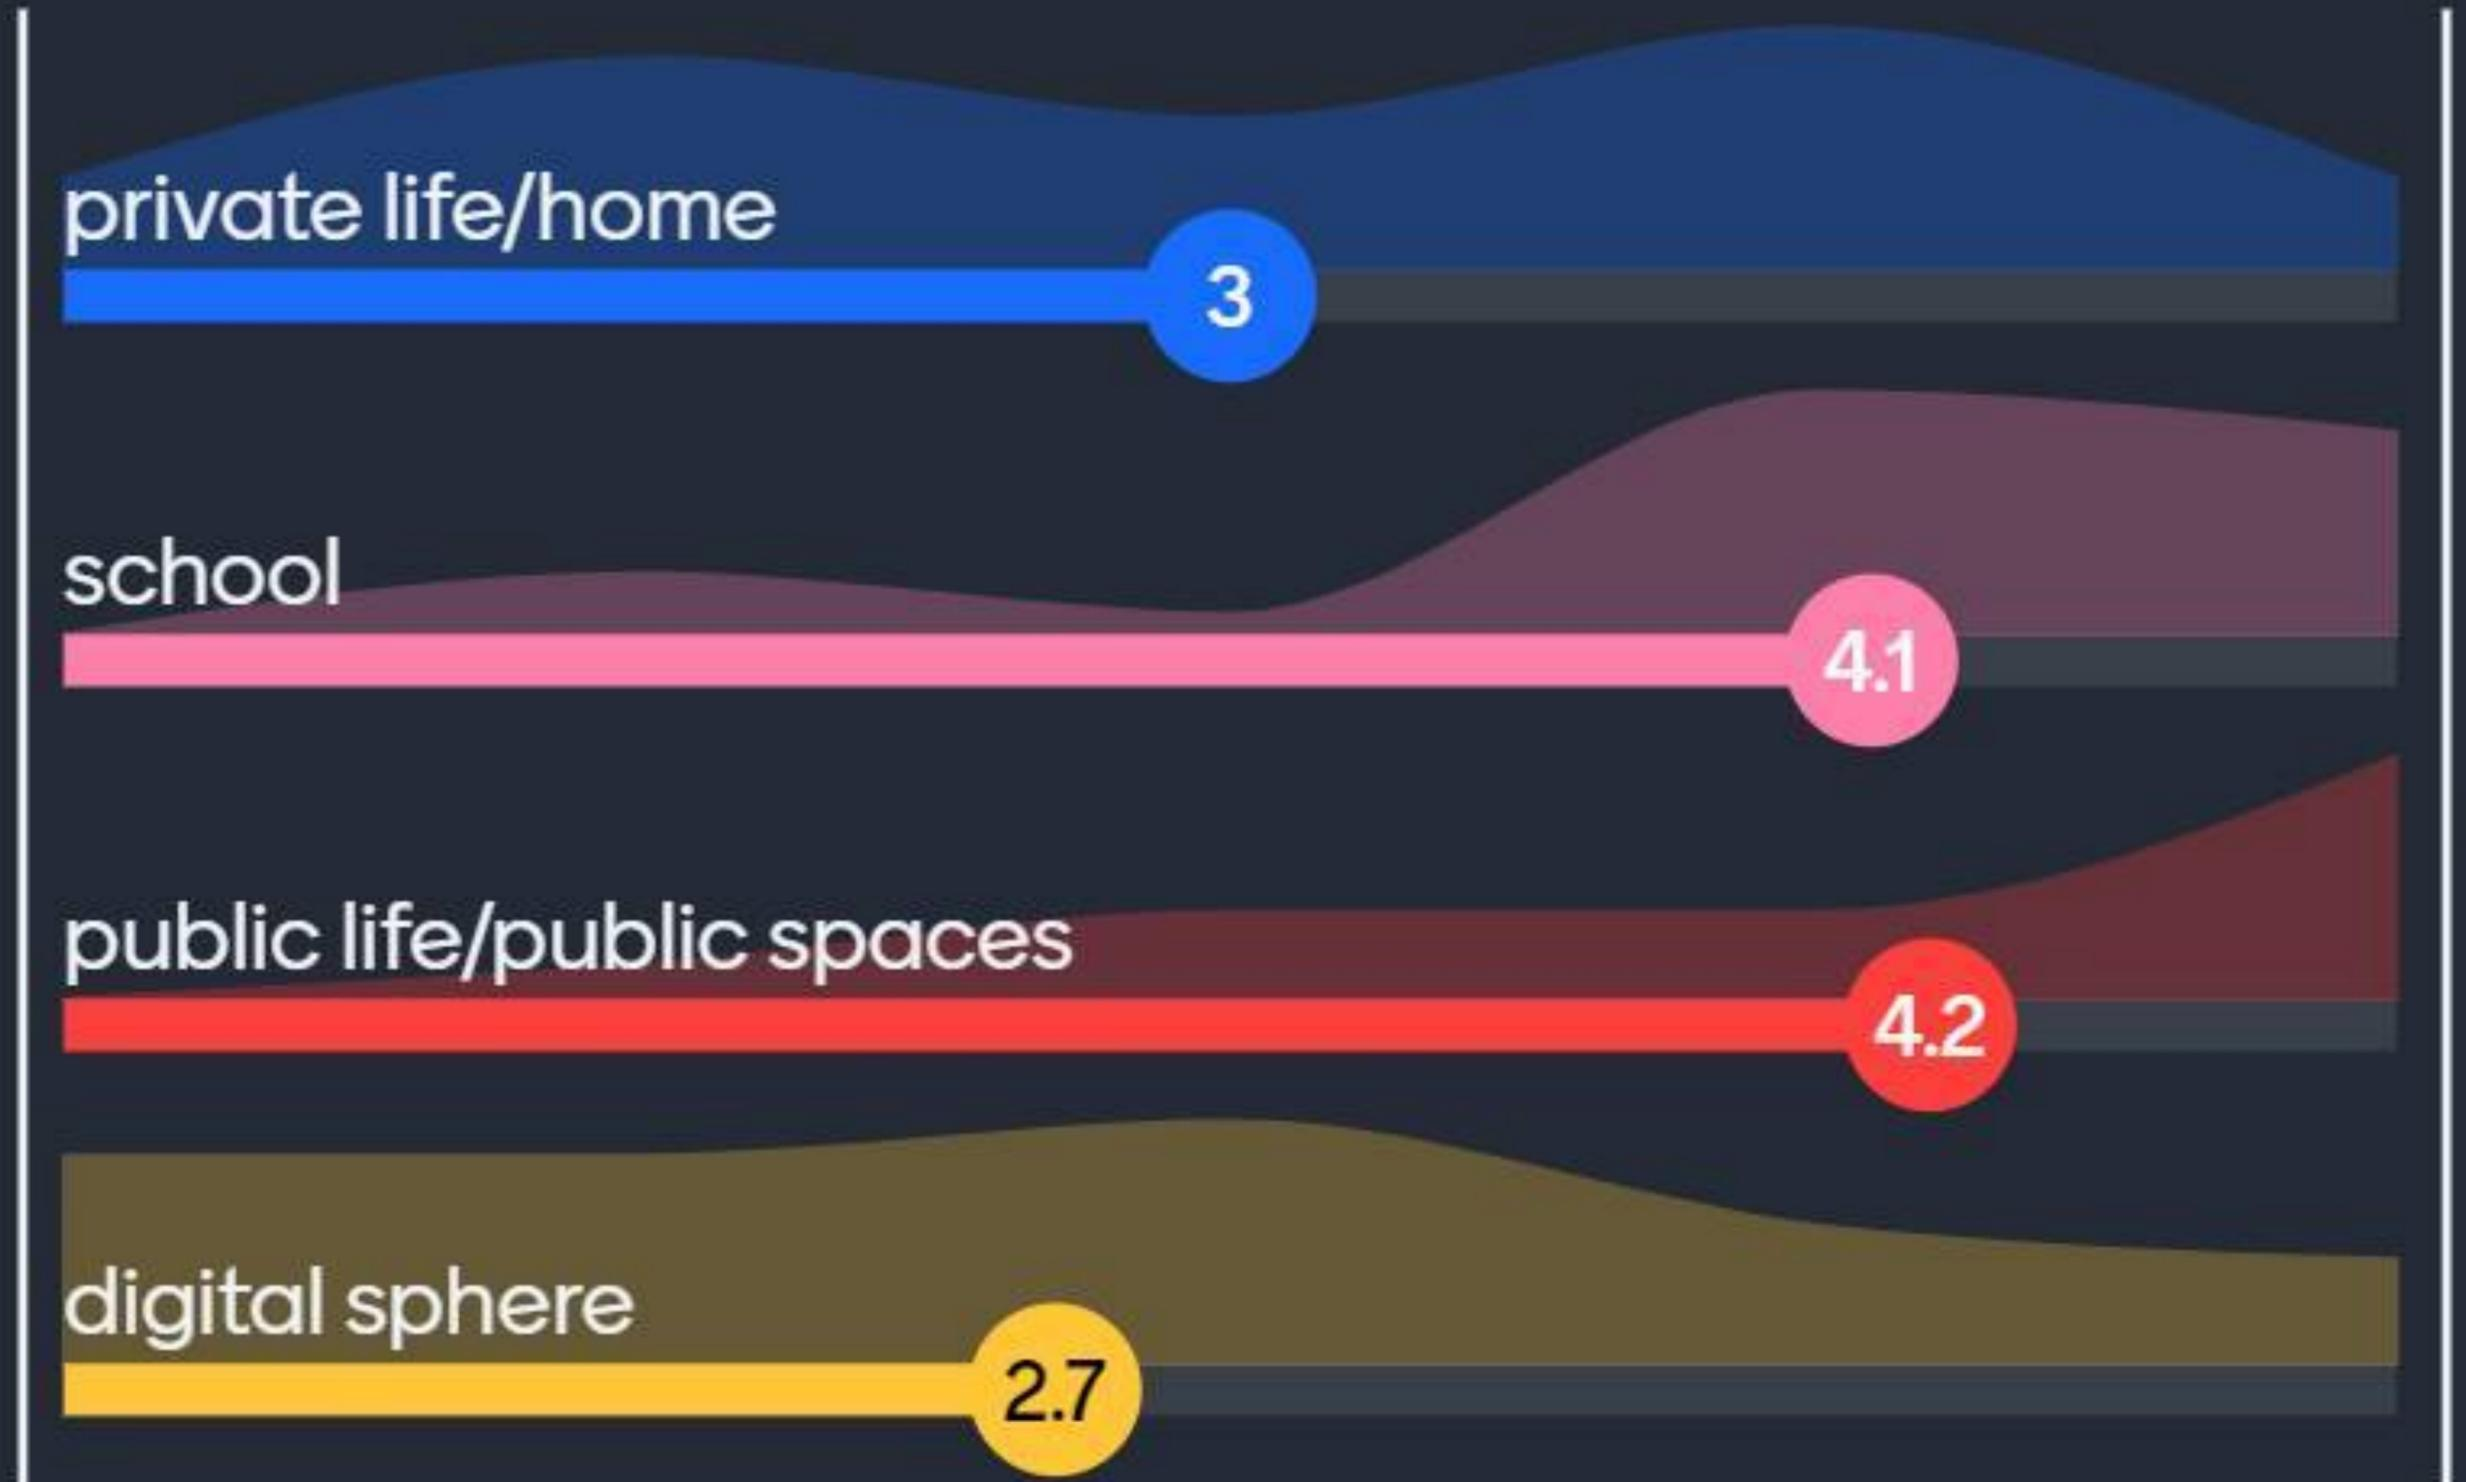 private life/home
3
school
4.1
public life/public spaces
4.2
digital sphere
2.7